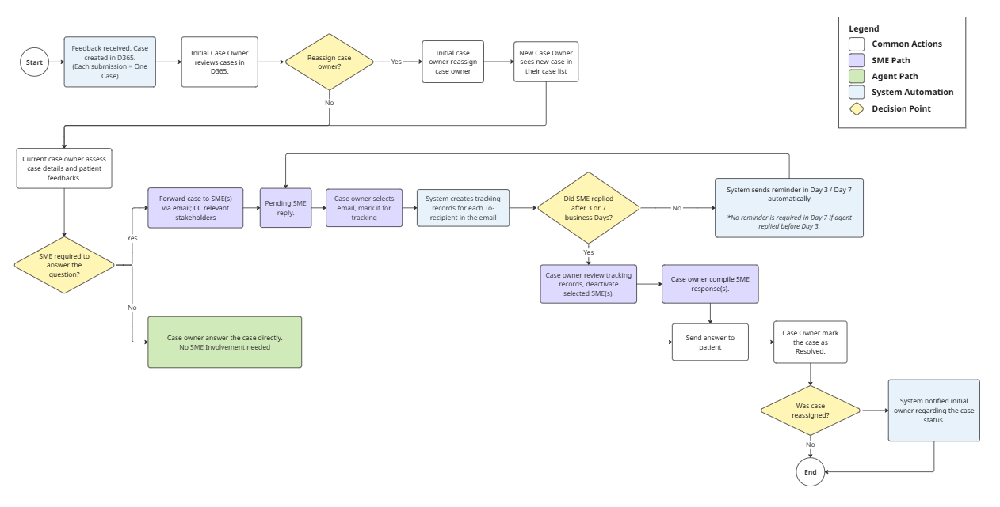 Start
Feedback received. Case
created in D365.
(Each submission = One
Case)
Initial Case Owner
reviews cases in
D365.
Reassign case
owner?
Yes
Initial case
owner reassign
case owner
New Case Owner
sees new case in
their case list
No
Legend
Common Actions
SME Path
Agent Path
System Automation
Decision Point
Current case owner assess
case details and patient
feedbacks.
SME required to
answer the
question?
Yes
Forward case to SME(s)
via email; CC relevant
stakeholders
Pending SME
reply.
Case owner selects
email, mark it for
tracking
System creates tracking
records for each To-
recipient in the email
Did SME replied
after 3 or 7
business Days?
No
System sends reminder in Day 3 / Day 7
automatically
*No reminder is required in Day 7 if agent
replied before Day 3.
Yes
Case owner review tracking
records, deactivate
selected SME(s).
Case owner compile SME
response(s).
No
Case owner answer the case directly.
No SME Involvement needed
Send answer to
patient
Case Owner mark
the case as
Resolved.
Was case
reassigned?
System notified initial
owner regarding the case
status.
No
End